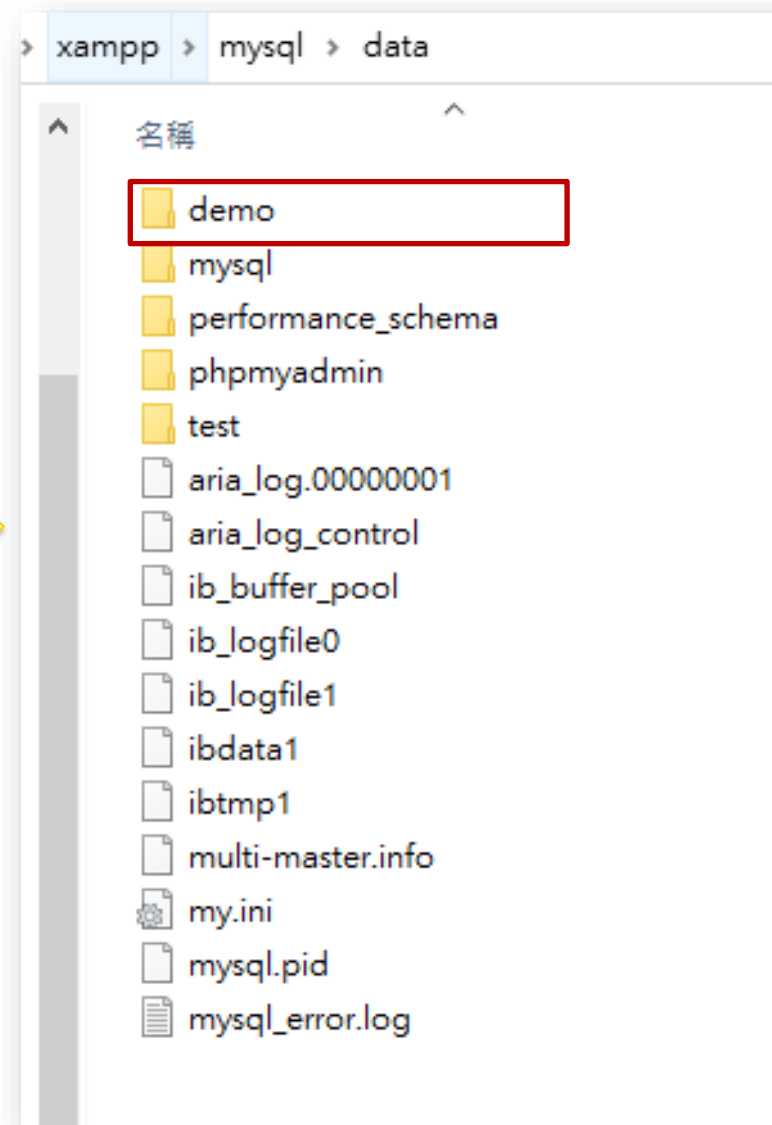 xampp > mysql > data
名稱
demo
mysql
performance_schema
phpmyadmin
test
aria_log.00000001
aria_log_control
ib_buffer_pool
ib_logfile0
ib_logfile1
ibdata1
ibtmp1
multi-master.info
my.ini
mysql.pid
mysql_error.log